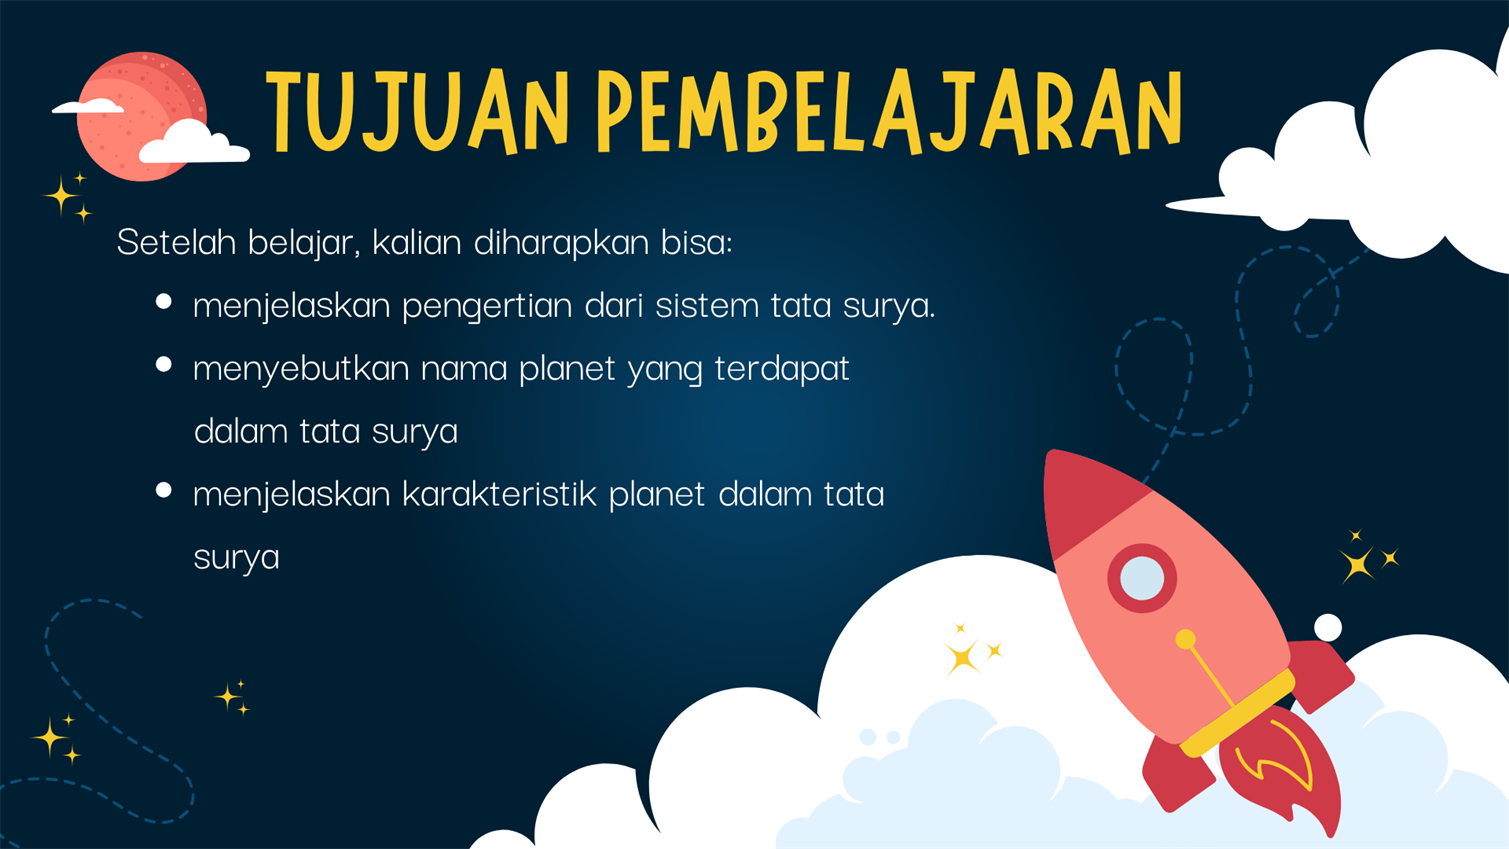 TUJUAN PEMBELAJARAN
Setelah belajar, kalian diharapkan bisa:
• menjelaskan pengertian dari sistem tata surya.
• menyebutkan nama planet yang terdapat
dalam tata surya
• menjelaskan karakteristik planet dalam tata
surya